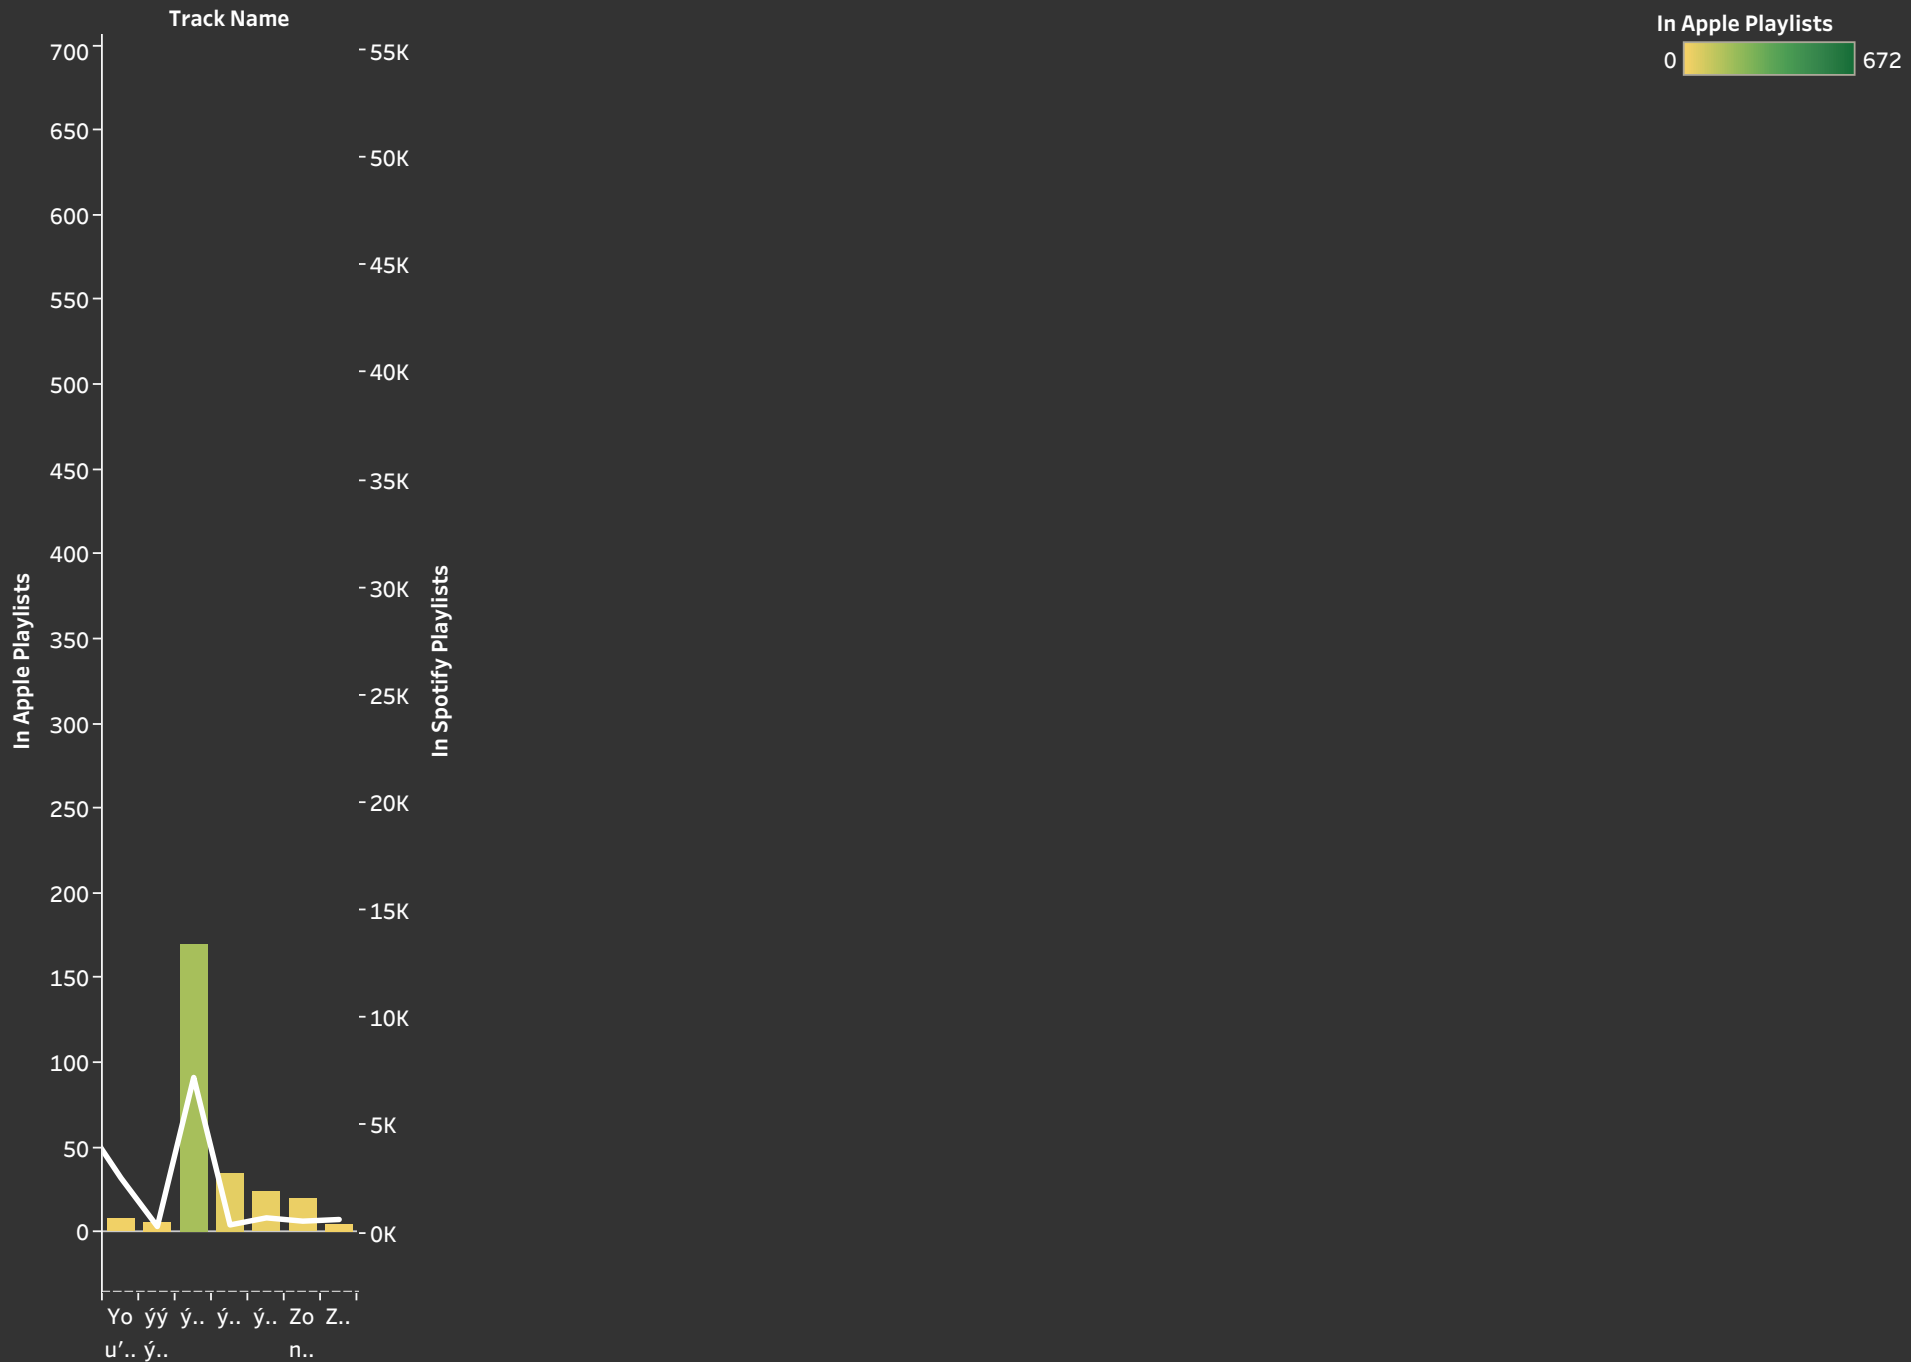 Track Name
In Apple Playlists
0 672
700
650
600
550
500
450
400
350
300
250
200
150
100
50
0
In Apple Playlists
55K
50K
45K
40K
35K
30K
25K
20K
15K
10K
5K
0K
In Spotify Playlists
Yo ýý ý.. ý.. ý.. Zo Z..
u’.. ý.. n..